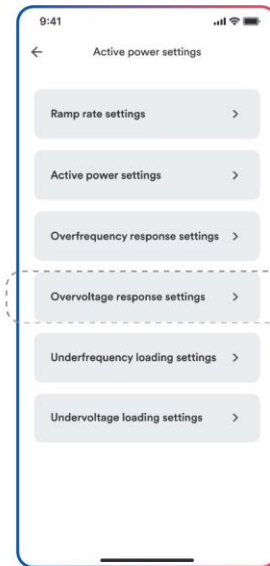 9:41
Active power settings
Ramp rate settings
Active power settings
Overfrequency response settings
Overvoltage response settings
Underfrequency loading settings
Undervoltage loading settings